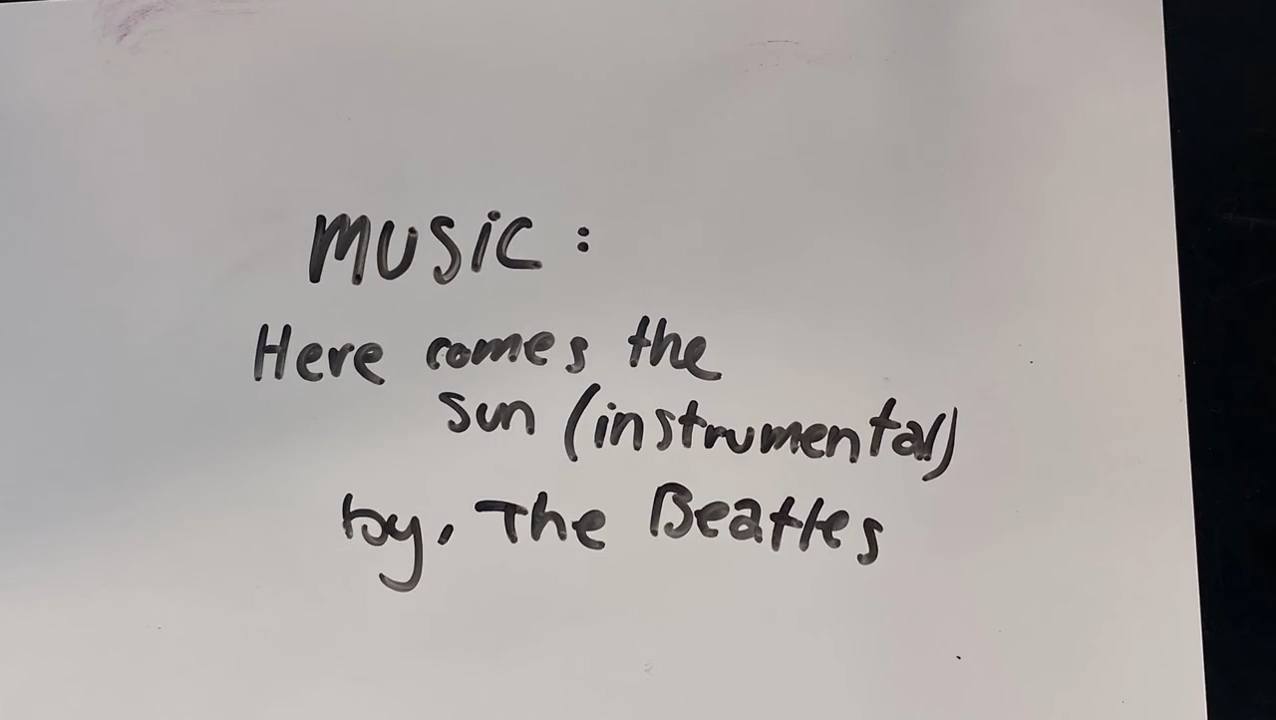 MUSIC:
Here comes the
sun (instrumental)
by, The Beatles